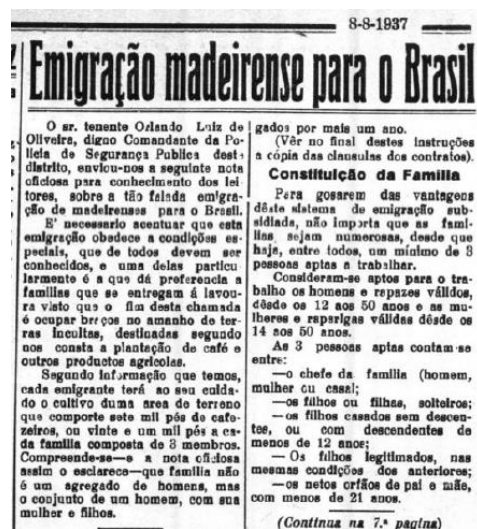 8-8-1937
Emigração madeirense para o Brasil
O sr. tenente Orlando Luiz de
Oliveira, digno Comandante da Po-
licia de Segurança Publica deste
distrito, enviou-nos a seguinte nota
oficiosa para conhecimento dos lei-
tores, sobre a tão falada emigra-
ção de madeirenses para o Brasil.
E' necessario acentuar que esta
emigração obedece a condições es-
peciais, que de todos devem ser
conhecidos, e uma delas particu-
larmente é a que dá preferencia a
familias que se entregam á lavou-
ra visto que o fim desta chamada
é ocupar braços no amanho de ter-
ras incultas, destinadas segundo
nos consta a plantação de café e
outros productos agricolas.
Segundo informação que temos,
cada emigrante terá ao seu cuida-
do o cultivo duma area de terreno
que comporte sete mil pés de cafe-
zeiros, ou vinte e um mil pés a ca-
da familia composta de 3 membros.
Compreende-se—e a nota oficiosa
assim o esclarece—que familia não
é um agregado de homens, mas
o conjunto de um homem, com sua
mulher e filhos.
gados por mais um ano.
(Vêr no final destes instruções
a cópia das clausulas dos contratos).
Constituição da Familia
Para gosarem das vantagens
dêste sistema de emigração sub-
sidiada, não importa que as fami-
lias sejam numerosas, desde que
haja, entre todos, um mínimo de 3
pessoas aptas a trabalhar.
Consideram-se aptos para o tra-
balho os homens e rapazes válidos,
dêsde os 12 aos 50 anos e as mu-
lheres e raparigas válidas dêsde os
14 aos 50 anos.
As 3 pessoas aptas contam-se
entre:
—o chefe da familia (homem,
mulher ou casal;
—os filhos ou filhas, solteiros;
—os filhos casados sem descen-
tes, ou com descendentes de
menos de 12 anos;
—Os filhos legitimados, nas
mesmas condições dos anteriores;
—os netos orfãos de pai e mãe,
com menos de 21 anos.
(Continua na 7.ª pagina)